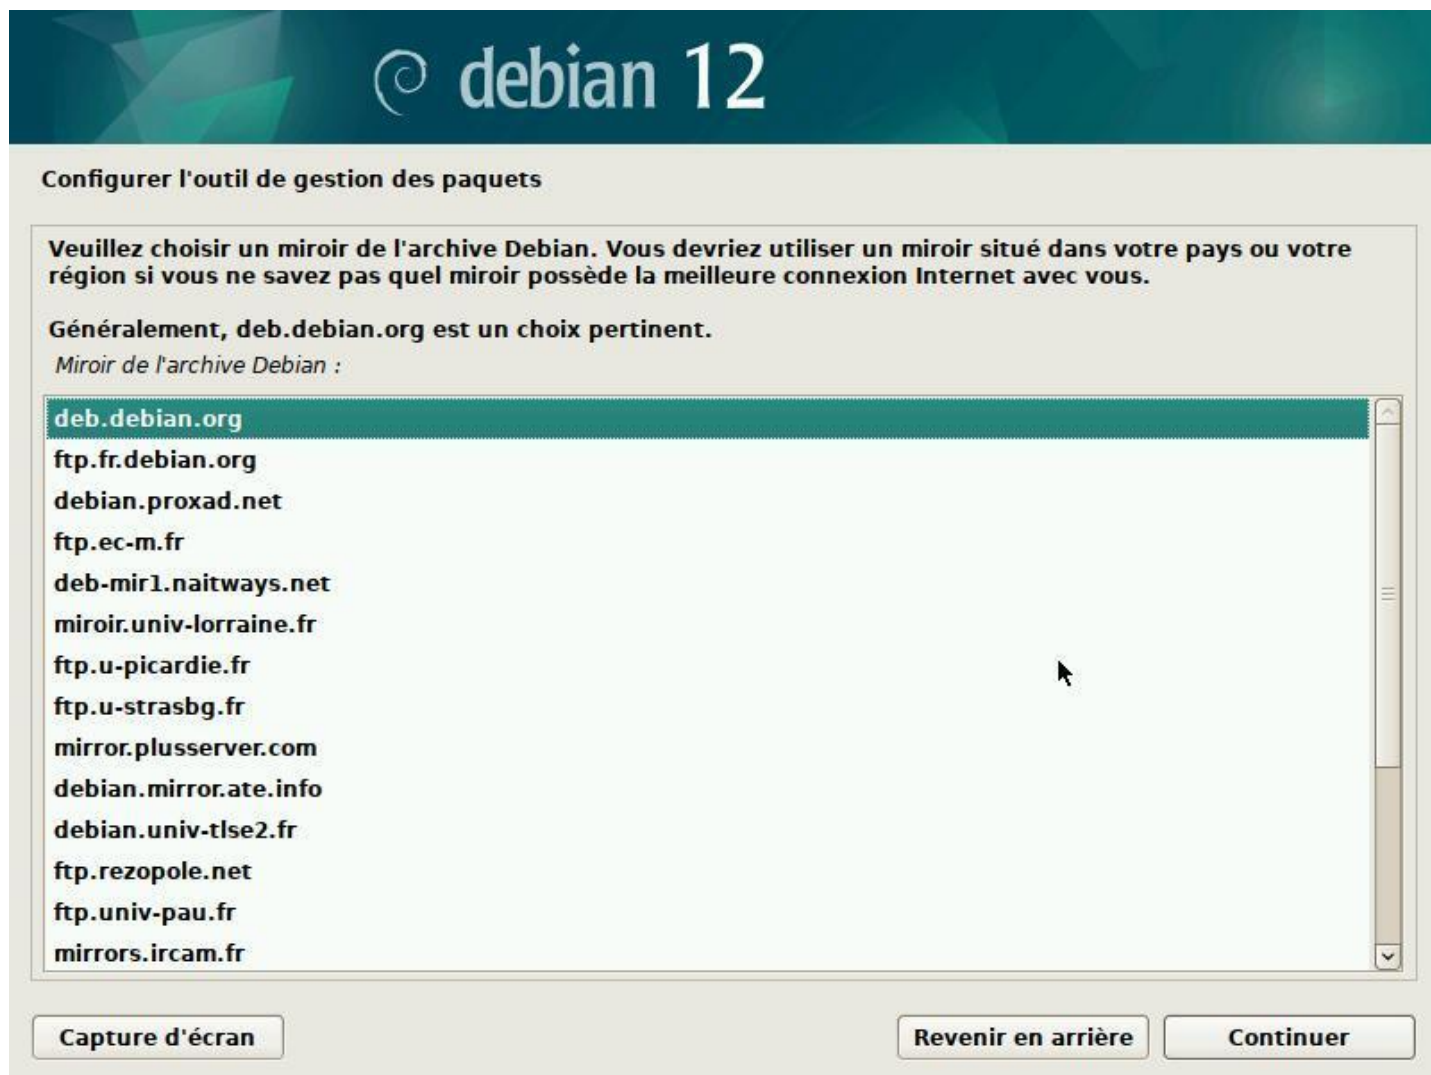 debian 12
Configurer l'outil de gestion des paquets
Veuillez choisir un miroir de l'archive Debian. Vous devriez utiliser un miroir situé dans votre pays ou votre
région si vous ne savez pas quel miroir possède la meilleure connexion Internet avec vous.
Généralement, deb.debian.org est un choix pertinent.
Miroir de l'archive Debian :
deb.debian.org
ftp.fr.debian.org
debian.proxad.net
ftp.ec-m.fr
deb-mir1.naitways.net
miroir.univ-lorraine.fr
ftp.u-picardie.fr
ftp.u-strasbg.fr
mirror.plusserver.com
debian.mirror.ate.info
debian.univ-tlse2.fr
ftp.rezopole.net
ftp.univ-pau.fr
mirrors.ircam.fr
Capture d'écran
Revenir en arrière
Continuer